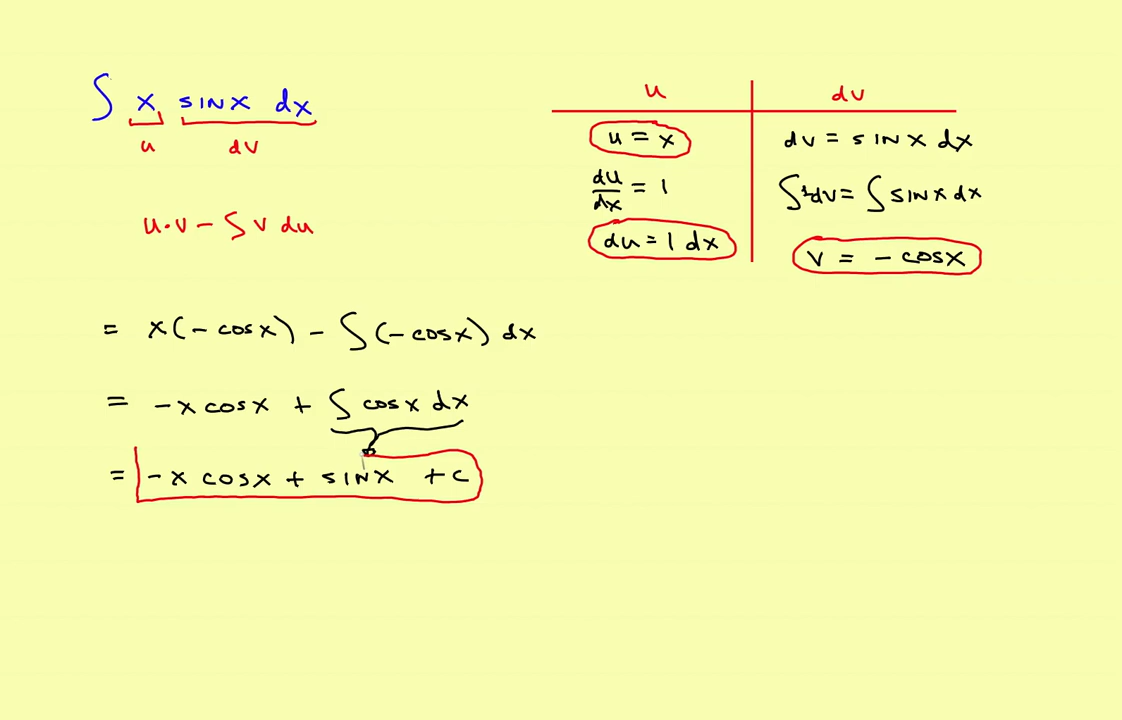 ∫ x sinx dx
u dv
u·v − ∫ v du
= x(− cosx) − ∫ (− cosx) dx
= −x cosx + ∫ cosx dx
= −x cosx + sinx + c
u dv
u = x dv = sinx dx
du/dx = 1 ∫1dv = ∫ sinx dx
du = 1 dx v = − cosx